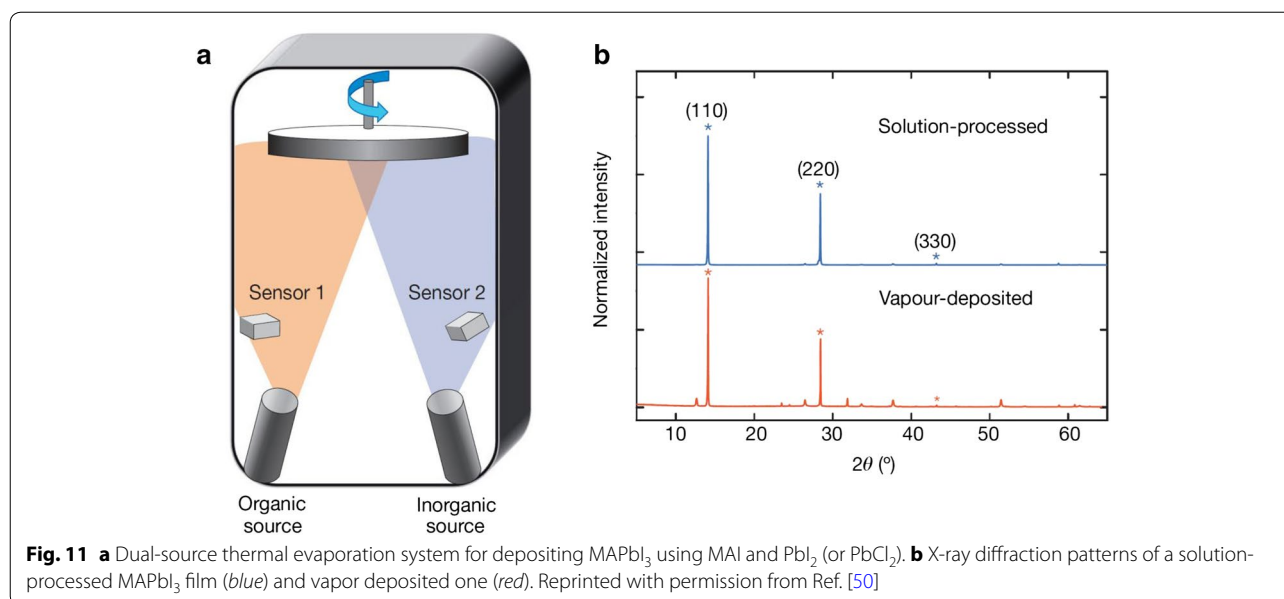 a
Sensor 1
Sensor 2
Organic
source
Inorganic
source
b
Normalized intensity
(110)
*
Solution-processed
(220)
*
(330)
*
*
Vapour-deposited
*
*
10 20 30 40 50 60
2θ (°)
Fig. 11 a Dual-source thermal evaporation system for depositing MAPbI₃ using MAI and PbI₂ (or PbCl₂). b X-ray diffraction patterns of a solution-
processed MAPbI₃ film (blue) and vapor deposited one (red). Reprinted with permission from Ref. [50]